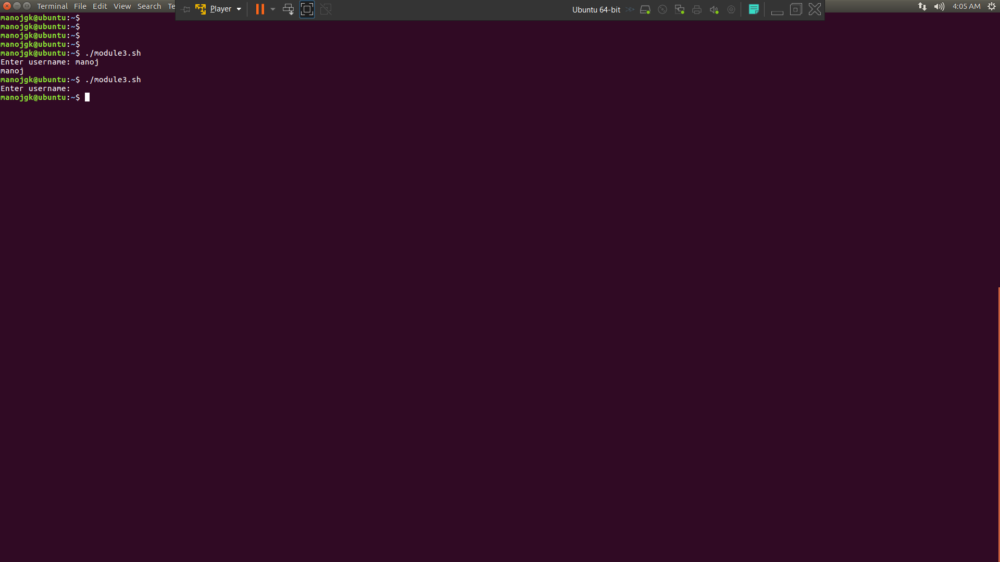 Terminal File Edit View Search Te
Player
Ubuntu 64-bit
4:05 AM
manojgk@ubuntu:~$
manojgk@ubuntu:~$
manojgk@ubuntu:~$
manojgk@ubuntu:~$
manojgk@ubuntu:~$ ./module3.sh
Enter username: manoj
manoj
manojgk@ubuntu:~$ ./module3.sh
Enter username:
manojgk@ubuntu:~$